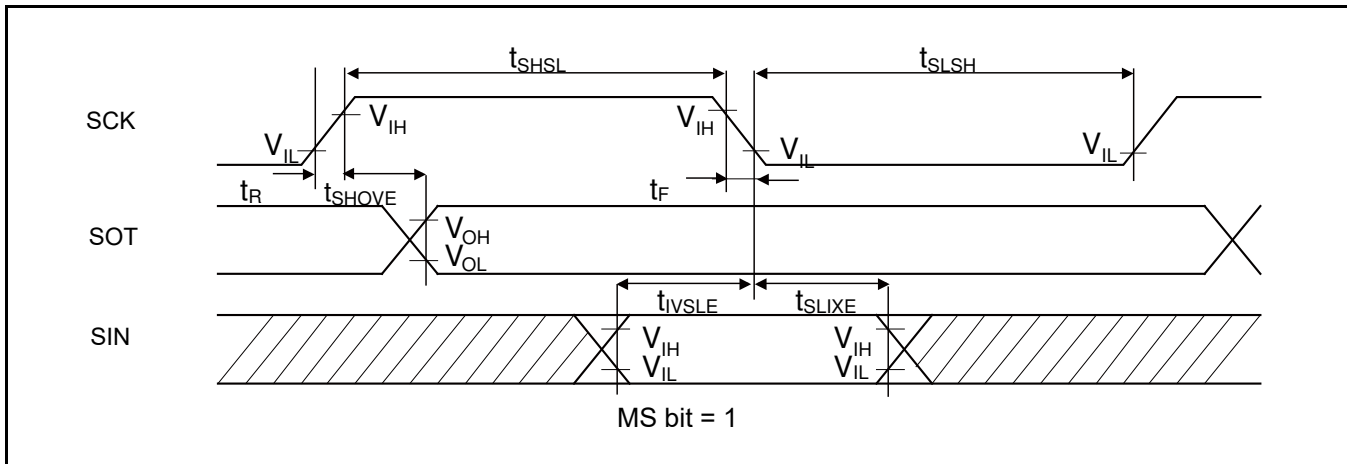 tSHSL
tSLSH
SCK
VIH
VIH
VIL
VIL
VIL
tR
tSHOVE
tF
SOT
VOH
VOL
tIVSLE
tSLIXE
SIN
VIH
VIH
VIL
VIL
MS bit = 1